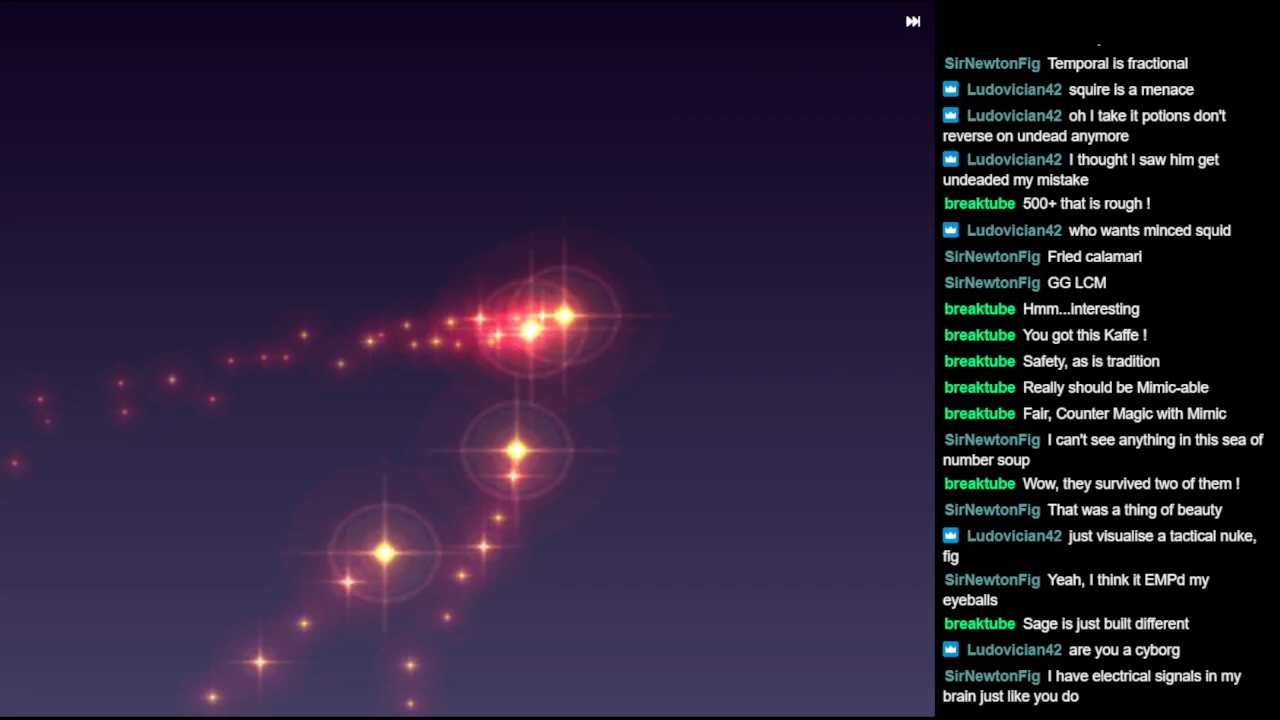 SirNewtonFig Temporal is fractional
Ludovician42 squire is a menace
Ludovician42 oh I take it potions don't
reverse on undead anymore
Ludovician42 I thought I saw him get
undeaded my mistake
breaktube 500+ that is rough !
Ludovician42 who wants minced squid
SirNewtonFig Fried calamari
SirNewtonFig GG LCM
breaktube Hmm...interesting
breaktube You got this Kaffe !
breaktube Safety, as is tradition
breaktube Really should be Mimic-able
breaktube Fair, Counter Magic with Mimic
SirNewtonFig I can't see anything in this sea of
number soup
breaktube Wow, they survived two of them !
SirNewtonFig That was a thing of beauty
Ludovician42 just visualise a tactical nuke,
fig
SirNewtonFig Yeah, I think it EMPd my
eyeballs
breaktube Sage is just built different
Ludovician42 are you a cyborg
SirNewtonFig I have electrical signals in my
brain just like you do